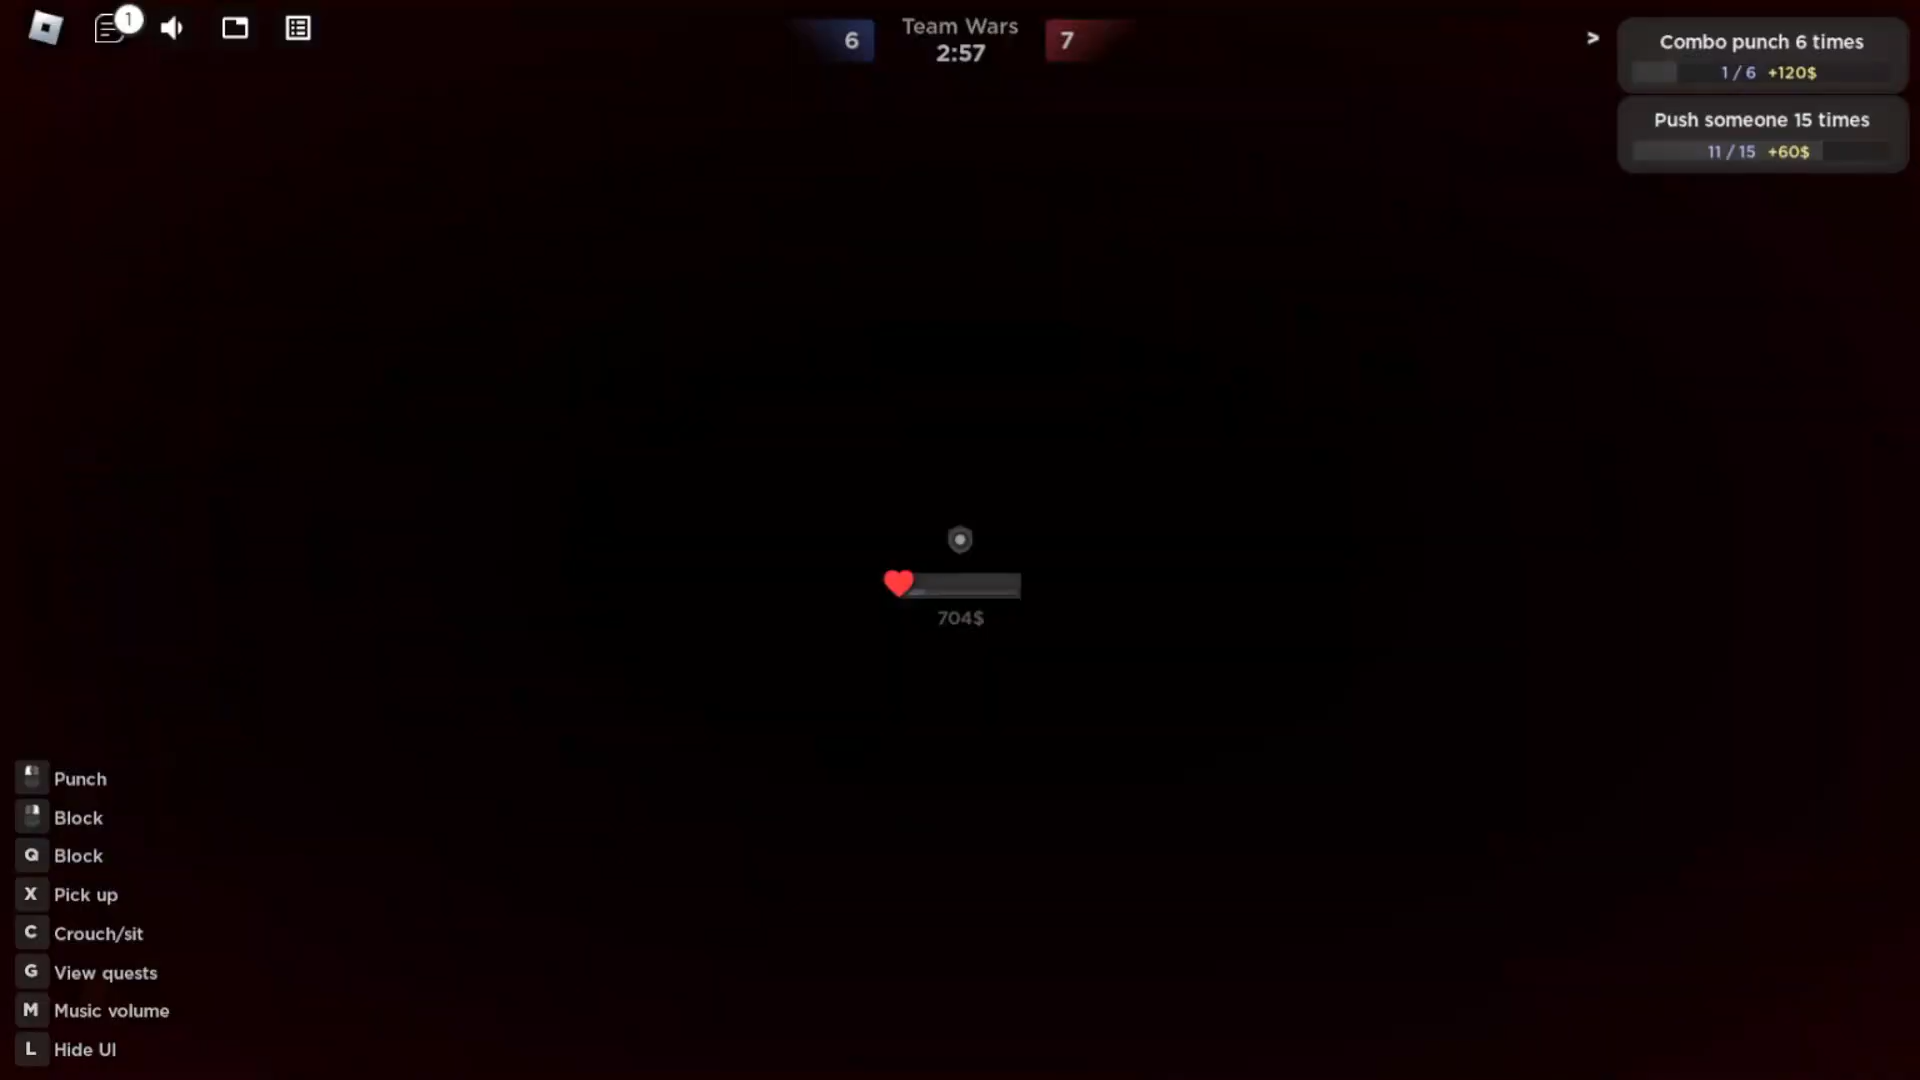 1
6
Team Wars
2:57
7
>
Combo punch 6 times
1 / 6 +120$
Push someone 15 times
11 / 15 +60$
704$
Punch
Block
Q Block
X Pick up
C Crouch/sit
G View quests
M Music volume
L Hide UI